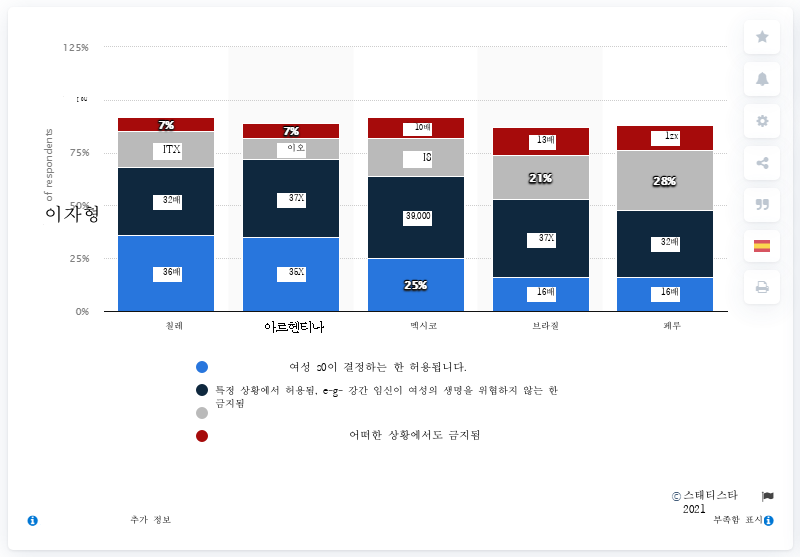 125%
75%
50%
25%
0%
of respondents
이자형
7%
17X
32배
36배
7%
이오
37X
35X
10배
18
39,000
25%
13배
21%
37X
16배
1zx
28%
32배
16배
칠레
아르헨티나
멕시코
브라질
페루
여성 s0이 결정하는 한 허용됩니다.
특정 상황에서 허용됨, e-g- 강간 임신이 여성의 생명을 위협하지 않는 한
금지됨
어떠한 상황에서도 금지됨
© 스태티스타
2021
추가 정보
부족함 표시